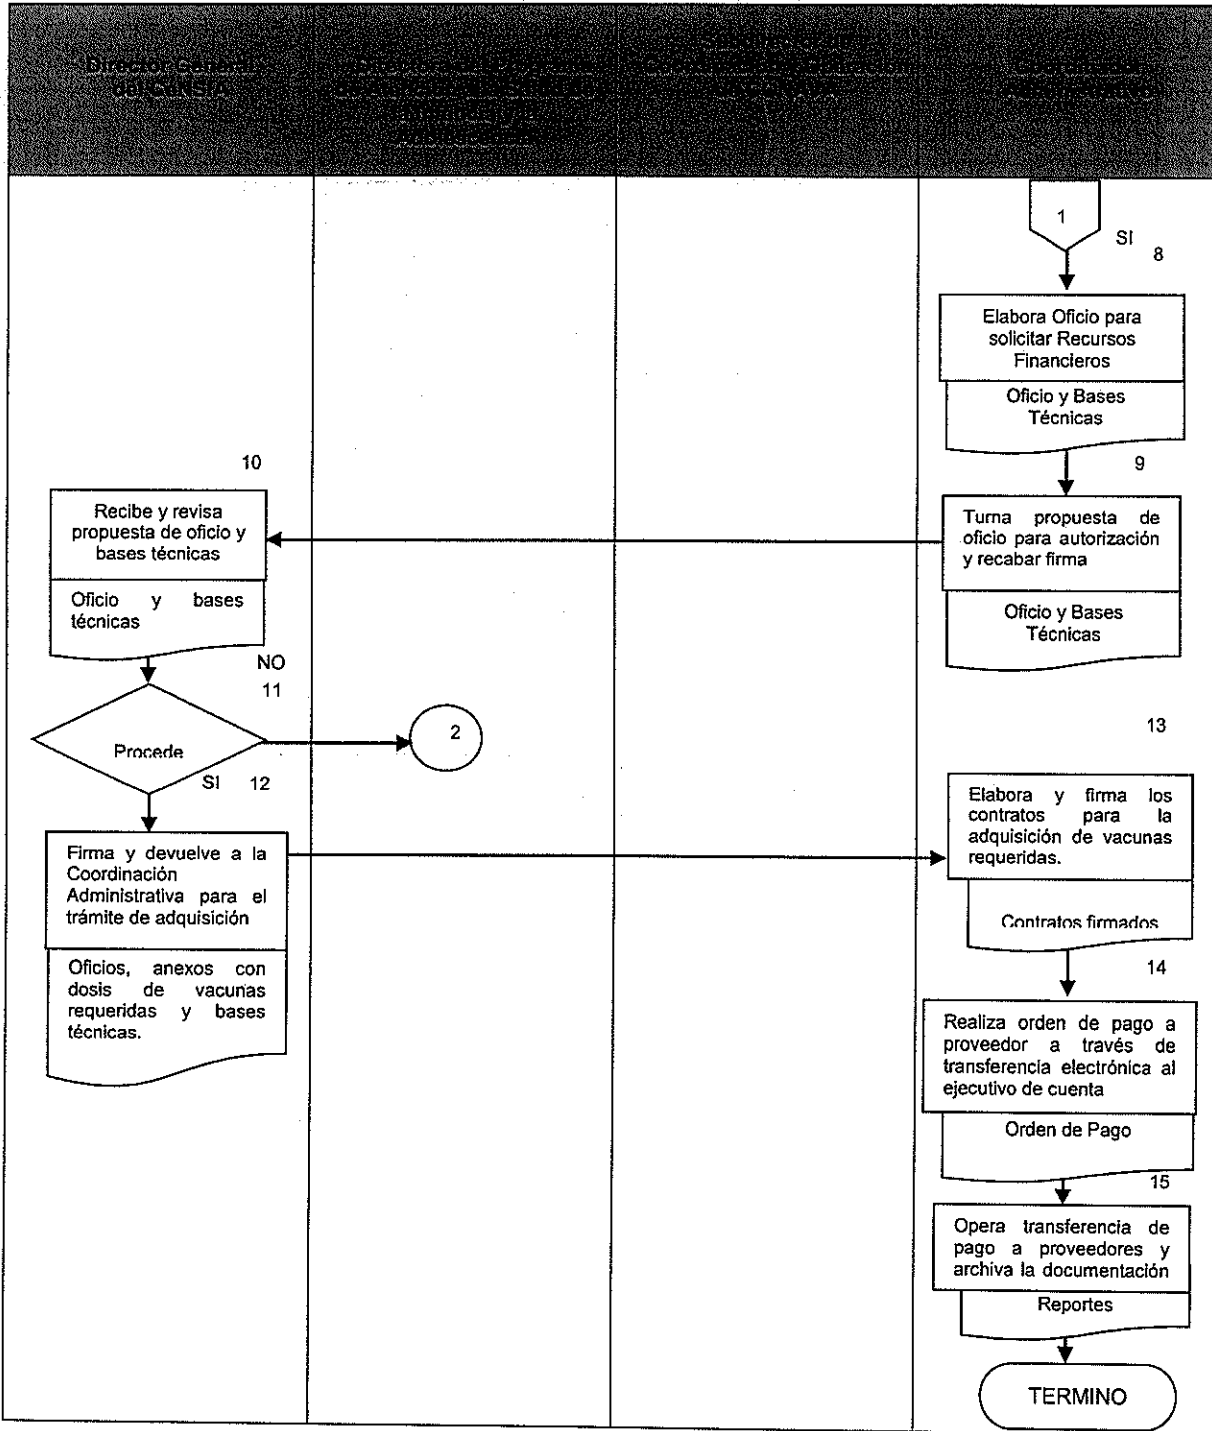 Director General
del CeNSIA
1
SI
8
Elabora Oficio para
solicitar Recursos
Financieros
Oficio y Bases
Técnicas
9
Turna propuesta de
oficio para autorización
y recabar firma
Oficio y Bases
Técnicas
10
Recibe y revisa
propuesta de oficio y
bases técnicas
Oficio y bases
técnicas
NO
11
Procede
2
SI 12
Firma y devuelve a la
Coordinación
Administrativa para el
trámite de adquisición
Oficios, anexos con
dosis de vacunas
requeridas y bases
técnicas.
13
Elabora y firma los
contratos para la
adquisición de vacunas
requeridas.
Contratos firmados
14
Realiza orden de pago a
proveedor a través de
transferencia electrónica al
ejecutivo de cuenta
Orden de Pago
15
Opera transferencia de
pago a proveedores y
archiva la documentación
Reportes
TERMINO